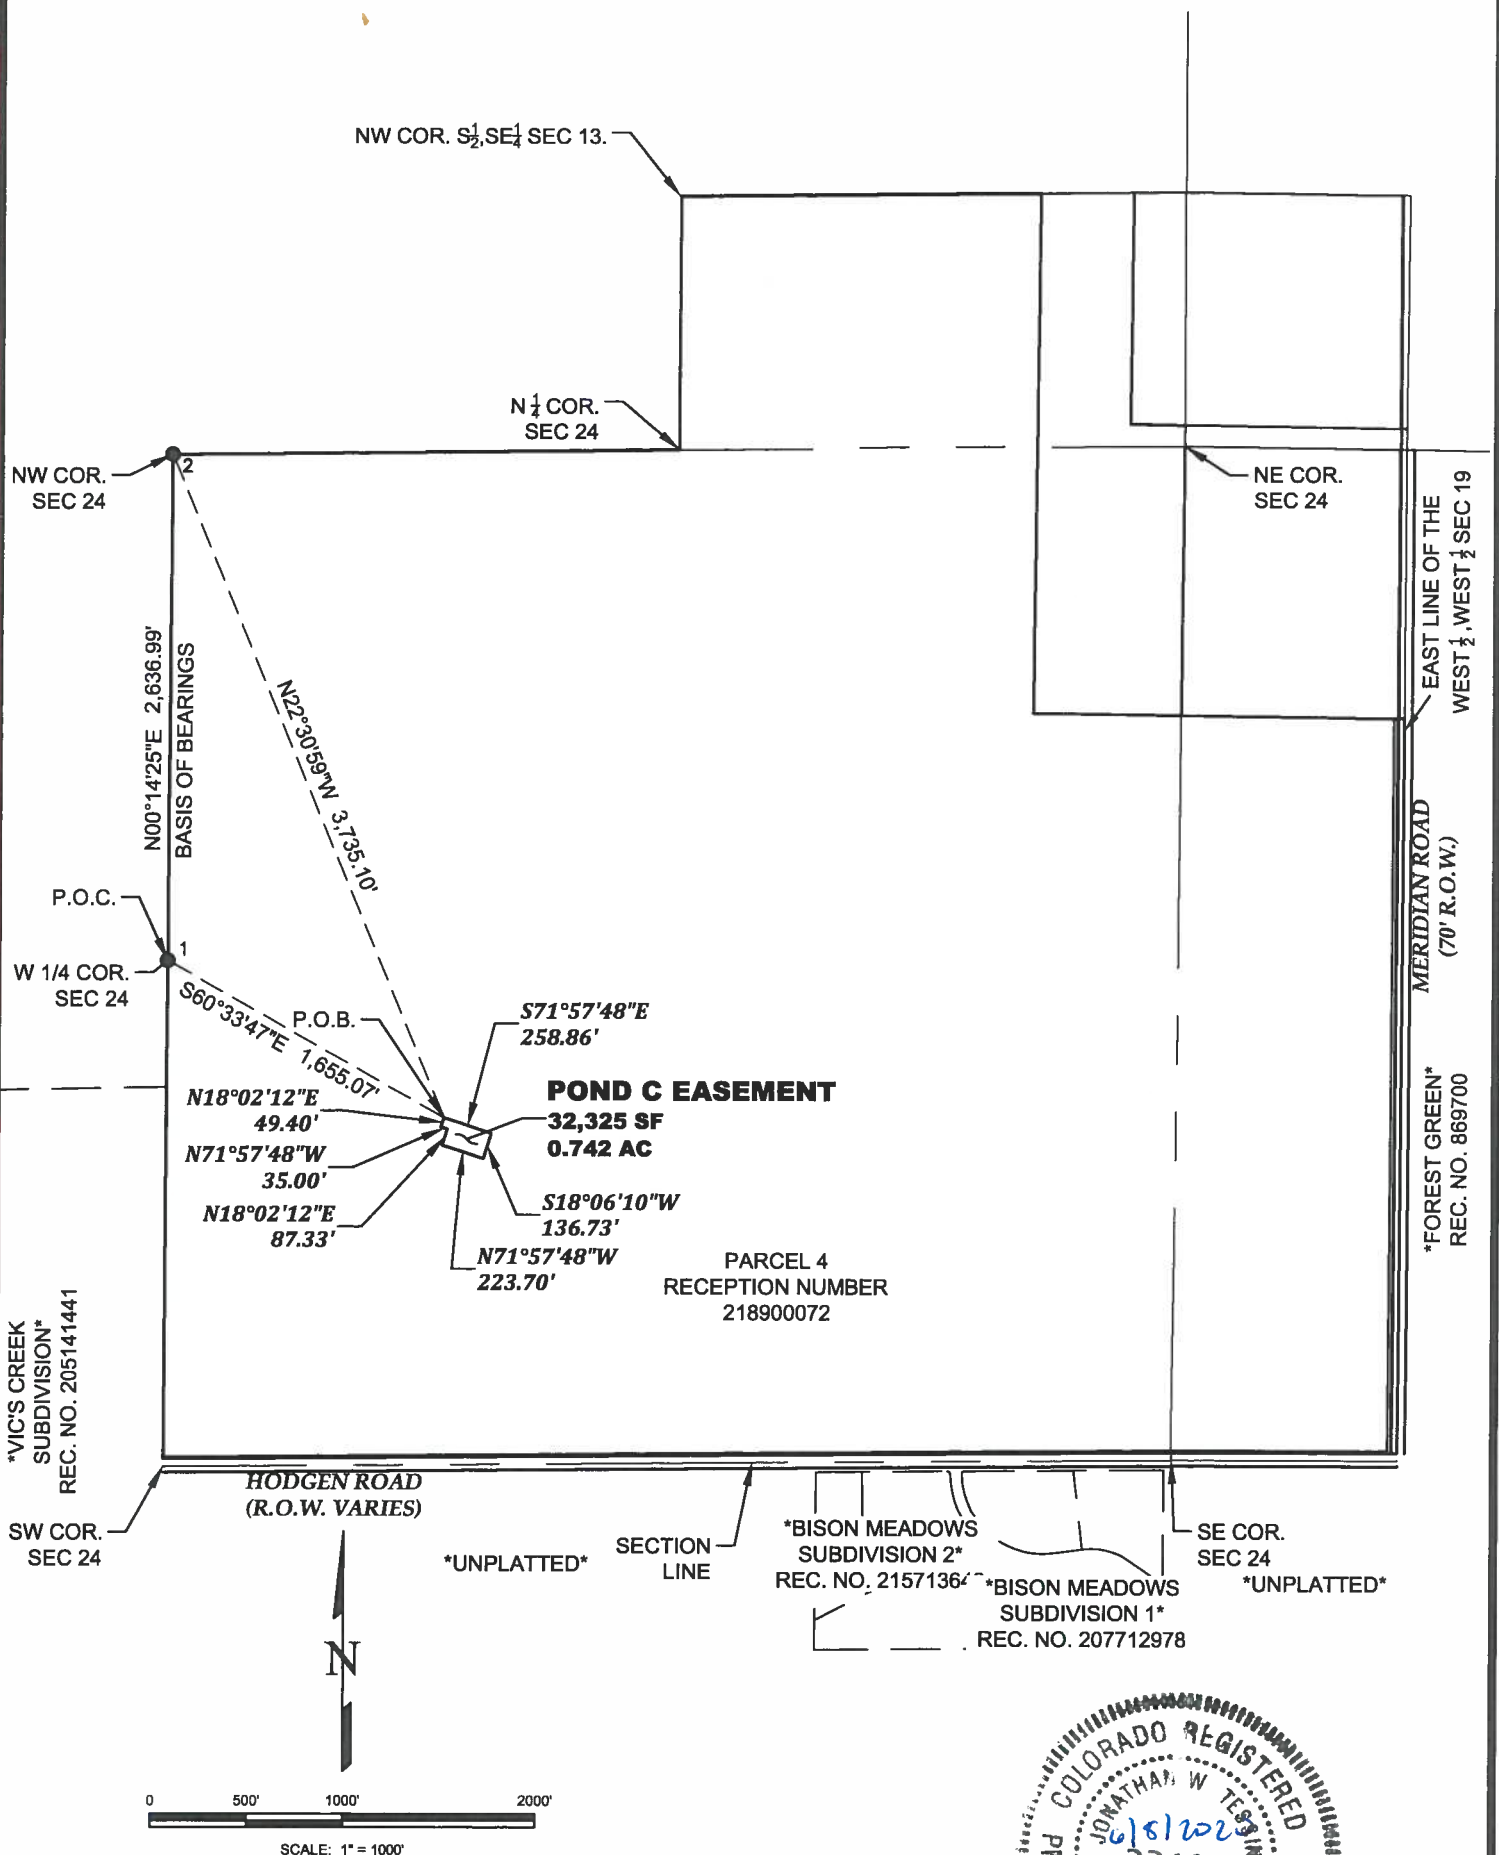 NW COR. S½,SE¼ SEC 13.
N ¼ COR.
SEC 24
NW COR.
SEC 24
2
NE COR.
SEC 24
EAST LINE OF THE
WEST ½,WEST ½ SEC 19
N00°14'25"E 2,636.99'
BASIS OF BEARINGS
N22°30'59"W 3,735.10'
MERIDIAN ROAD
(70' R.O.W.)
P.O.C.
1
W 1/4 COR.
SEC 24
S60°33'47"E 1,655.07'
P.O.B.
S71°57'48"E
258.86'
POND C EASEMENT
32,325 SF
0.742 AC
N18°02'12"E
49.40'
N71°57'48"W
35.00'
N18°02'12"E
87.33'
S18°06'10"W
136.73'
N71°57'48"W
223.70'
PARCEL 4
RECEPTION NUMBER
218900072
*FOREST GREEN*
REC. NO. 869700
*VIC'S CREEK
SUBDIVISION*
REC. NO. 205141441
HODGEN ROAD
(R.O.W. VARIES)
SW COR.
SEC 24
*UNPLATTED*
SECTION
LINE
*BISON MEADOWS
SUBDIVISION 2*
REC. NO.
*BISON MEADOWS
SUBDIVISION 1*
REC. NO. 207712978
SE COR.
SEC 24
*UNPLATTED*
N
0 500' 1000' 2000'
SCALE: 1" = 1000'
COLORADO REGISTERED
JONATHAN W